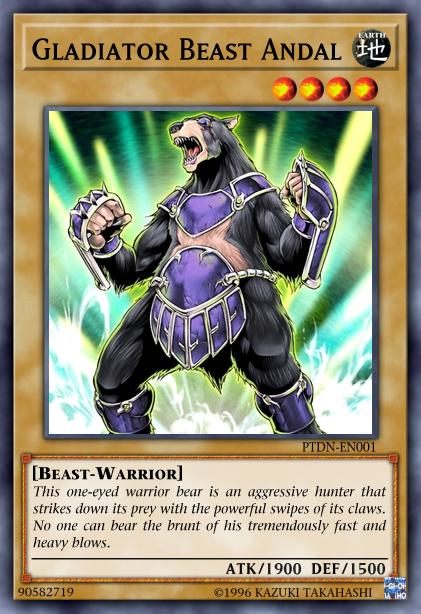 Gladiator Beast Andal
EARTH
地
PTDN-EN001
[Beast-Warrior]
This one-eyed warrior bear is an aggressive hunter that
strikes down its prey with the powerful swipes of its claws.
No one can bear the brunt of his tremendously fast and
heavy blows.
ATK/1900 DEF/1500
90582719
©1996 KAZUKI TAKAHASHI